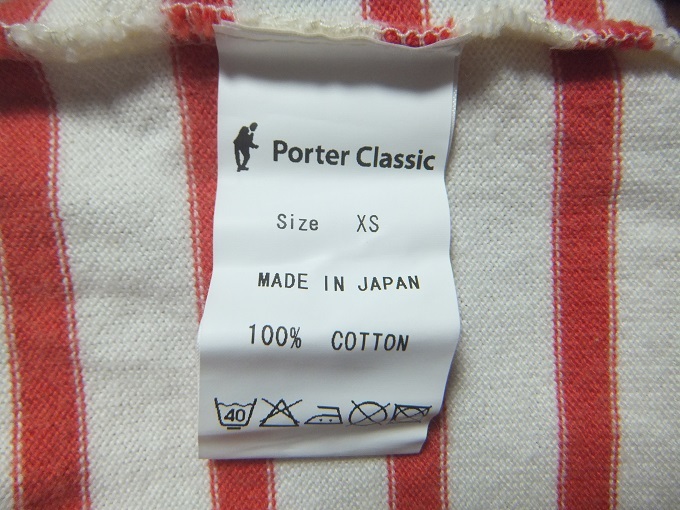 Porter Classic
Size XS
MADE IN JAPAN
100% COTTON
40